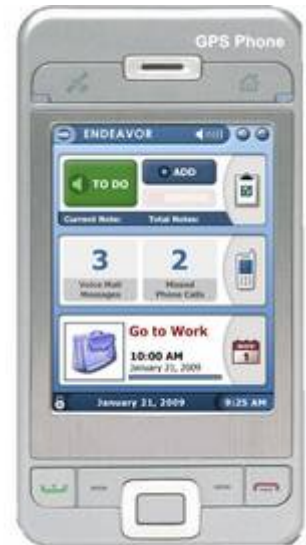 GPS Phone
ENDEAVOR
TO DO
ADD
Current Note: Total Notes:
3
Voice Mail
Messages
2
Missed
Phone Calls
Go to Work
10:00 AM
January 21, 2009
1
January 21, 2009
9:25 AM